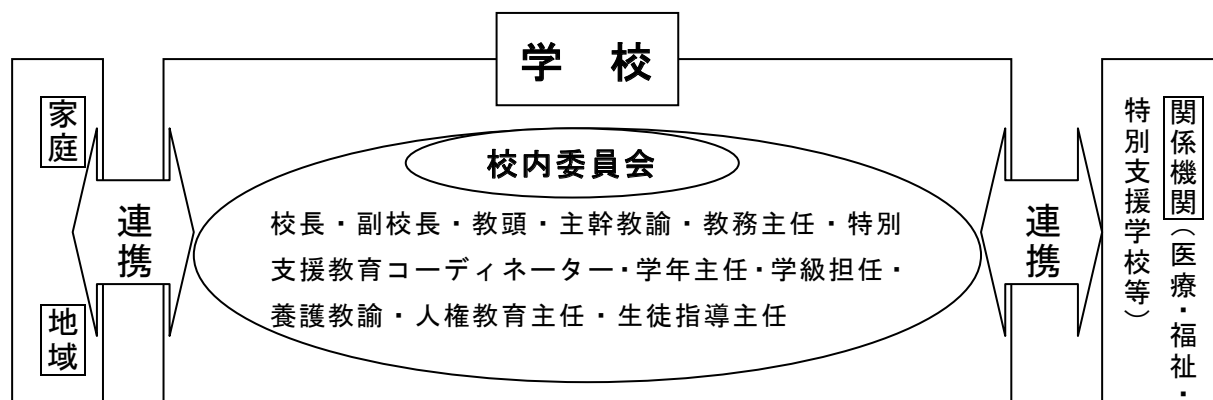 学 校
家庭
地域
連携
校内委員会
校長・副校長・教頭・主幹教諭・教務主任・特別
支援教育コーディネーター・学年主任・学級担任・
養護教諭・人権教育主任・生徒指導主任
連携
関係機関（医療・福祉・
特別支援学校等）